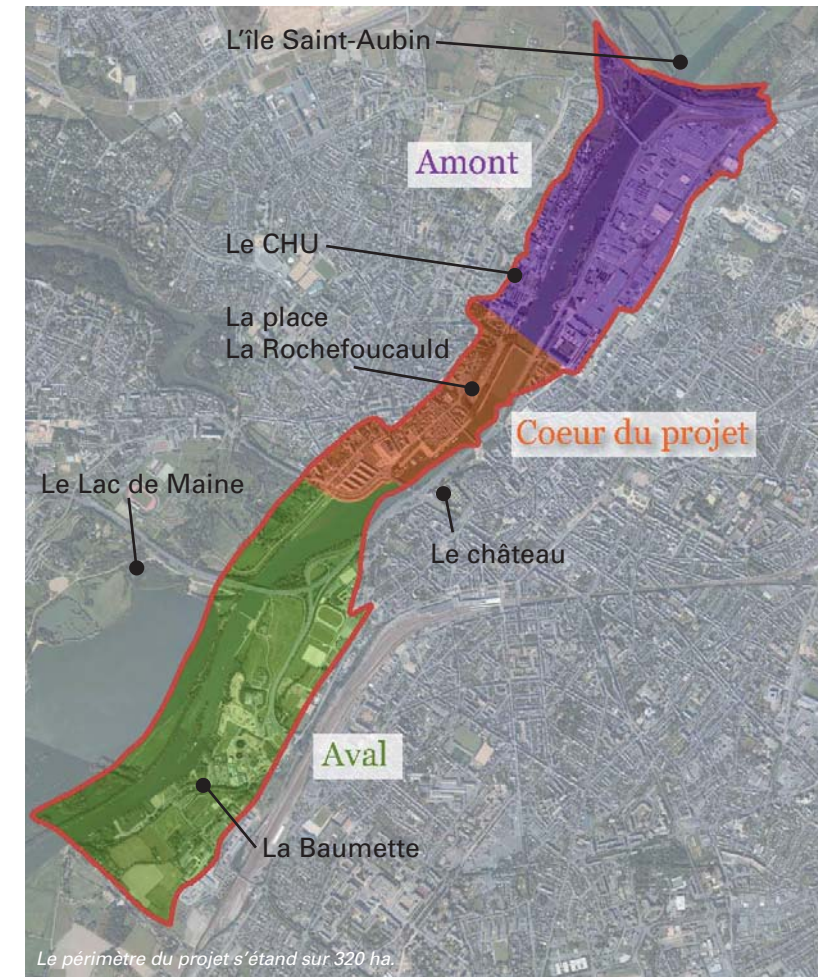 L'île Saint-Aubin
Amont
Le CHU
La place
La Rochefoucauld
Coeur du projet
Le Lac de Maine
Le château
Aval
La Baumette
Le périmètre du projet s'étand sur 320 ha.